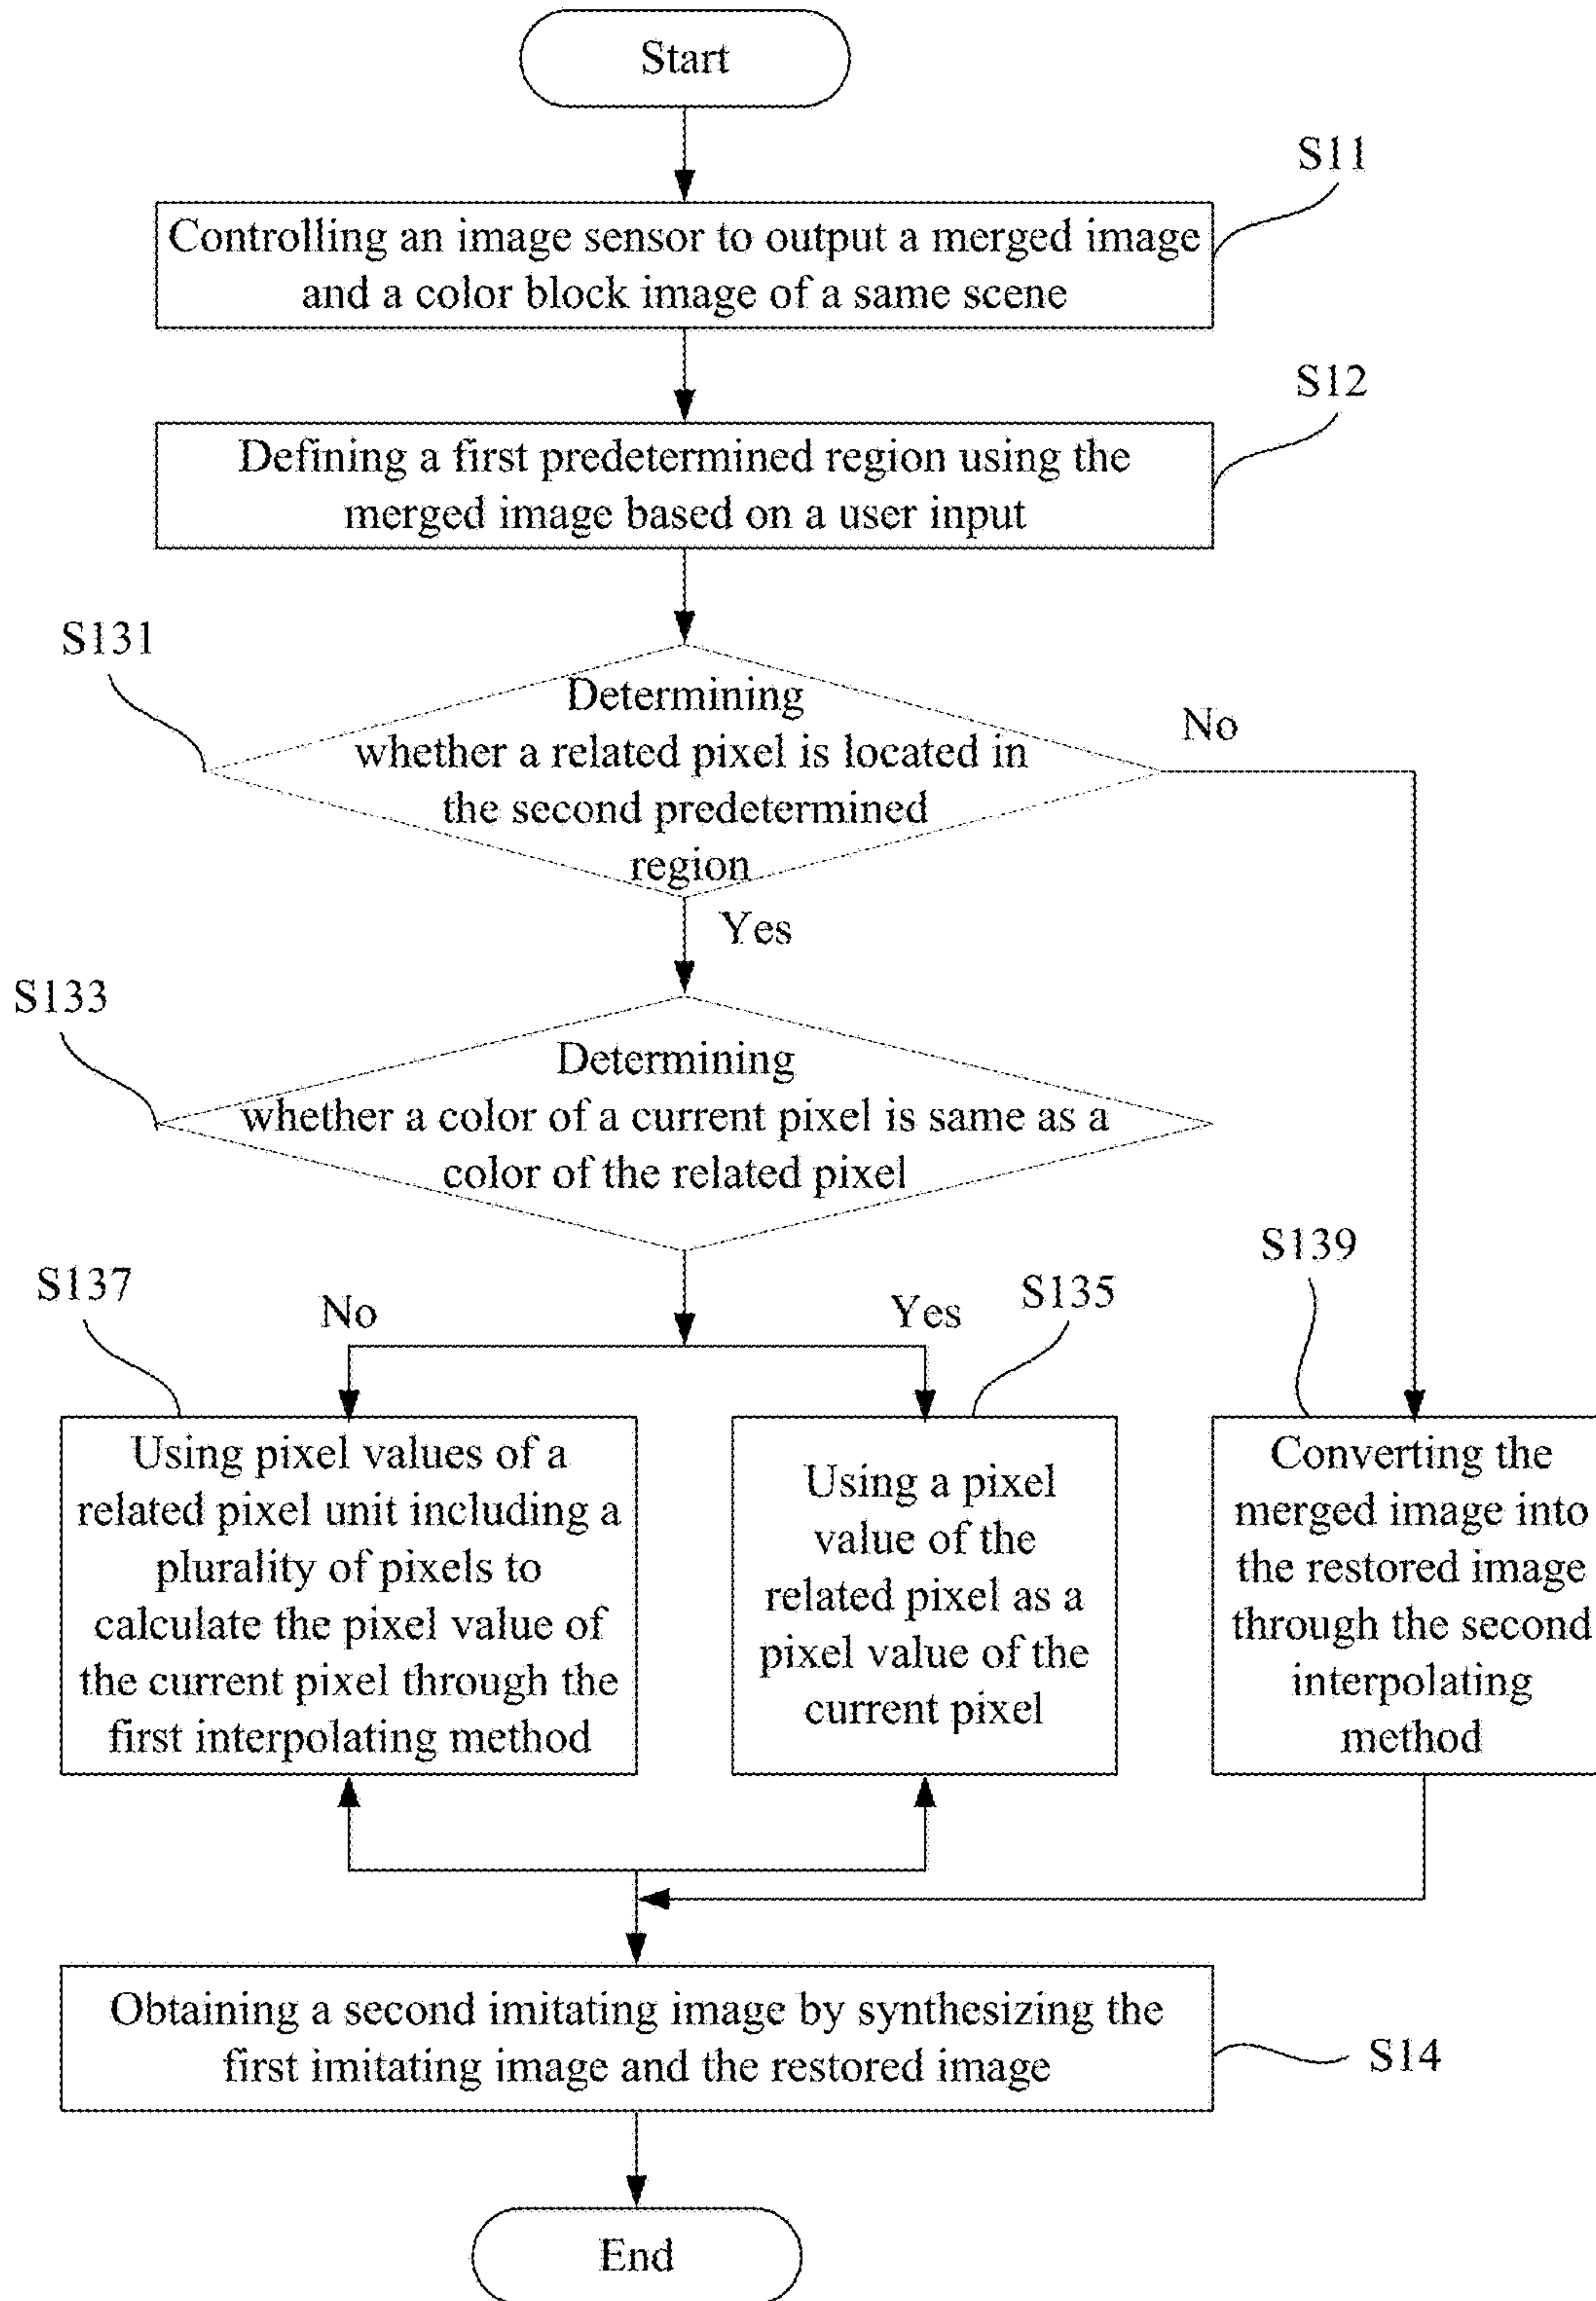 Start
S11
Controlling an image sensor to output a merged image
and a color block image of a same scene
S12
Defining a first predetermined region using the
merged image based on a user input
S131
Determining
whether a related pixel is located in
the second predetermined
region
No
Yes
S133
Determining
whether a color of a current pixel is same as a
color of the related pixel
S137
No
Yes
S135
S139
Using pixel values of a
related pixel unit including a
plurality of pixels to
calculate the pixel value of
the current pixel through the
first interpolating method
Using a pixel
value of the
related pixel as a
pixel value of the
current pixel
Converting the
merged image into
the restored image
through the second
interpolating
method
Obtaining a second imitating image by synthesizing the
first imitating image and the restored image
S14
End